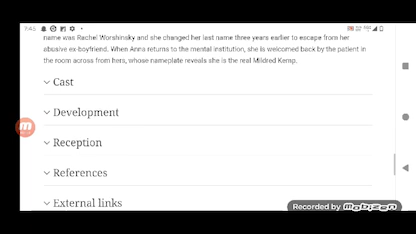 7:45
name was Rachel Worshinsky and she changed her last name three years earlier to escape from her
abusive ex-boyfriend. When Anna returns to the mental institution, she is welcomed back by the patient in
the room across from hers, whose nameplate reveals she is the real Mildred Kemp.
Cast
Development
Reception
References
External links
Recorded by Mobizen